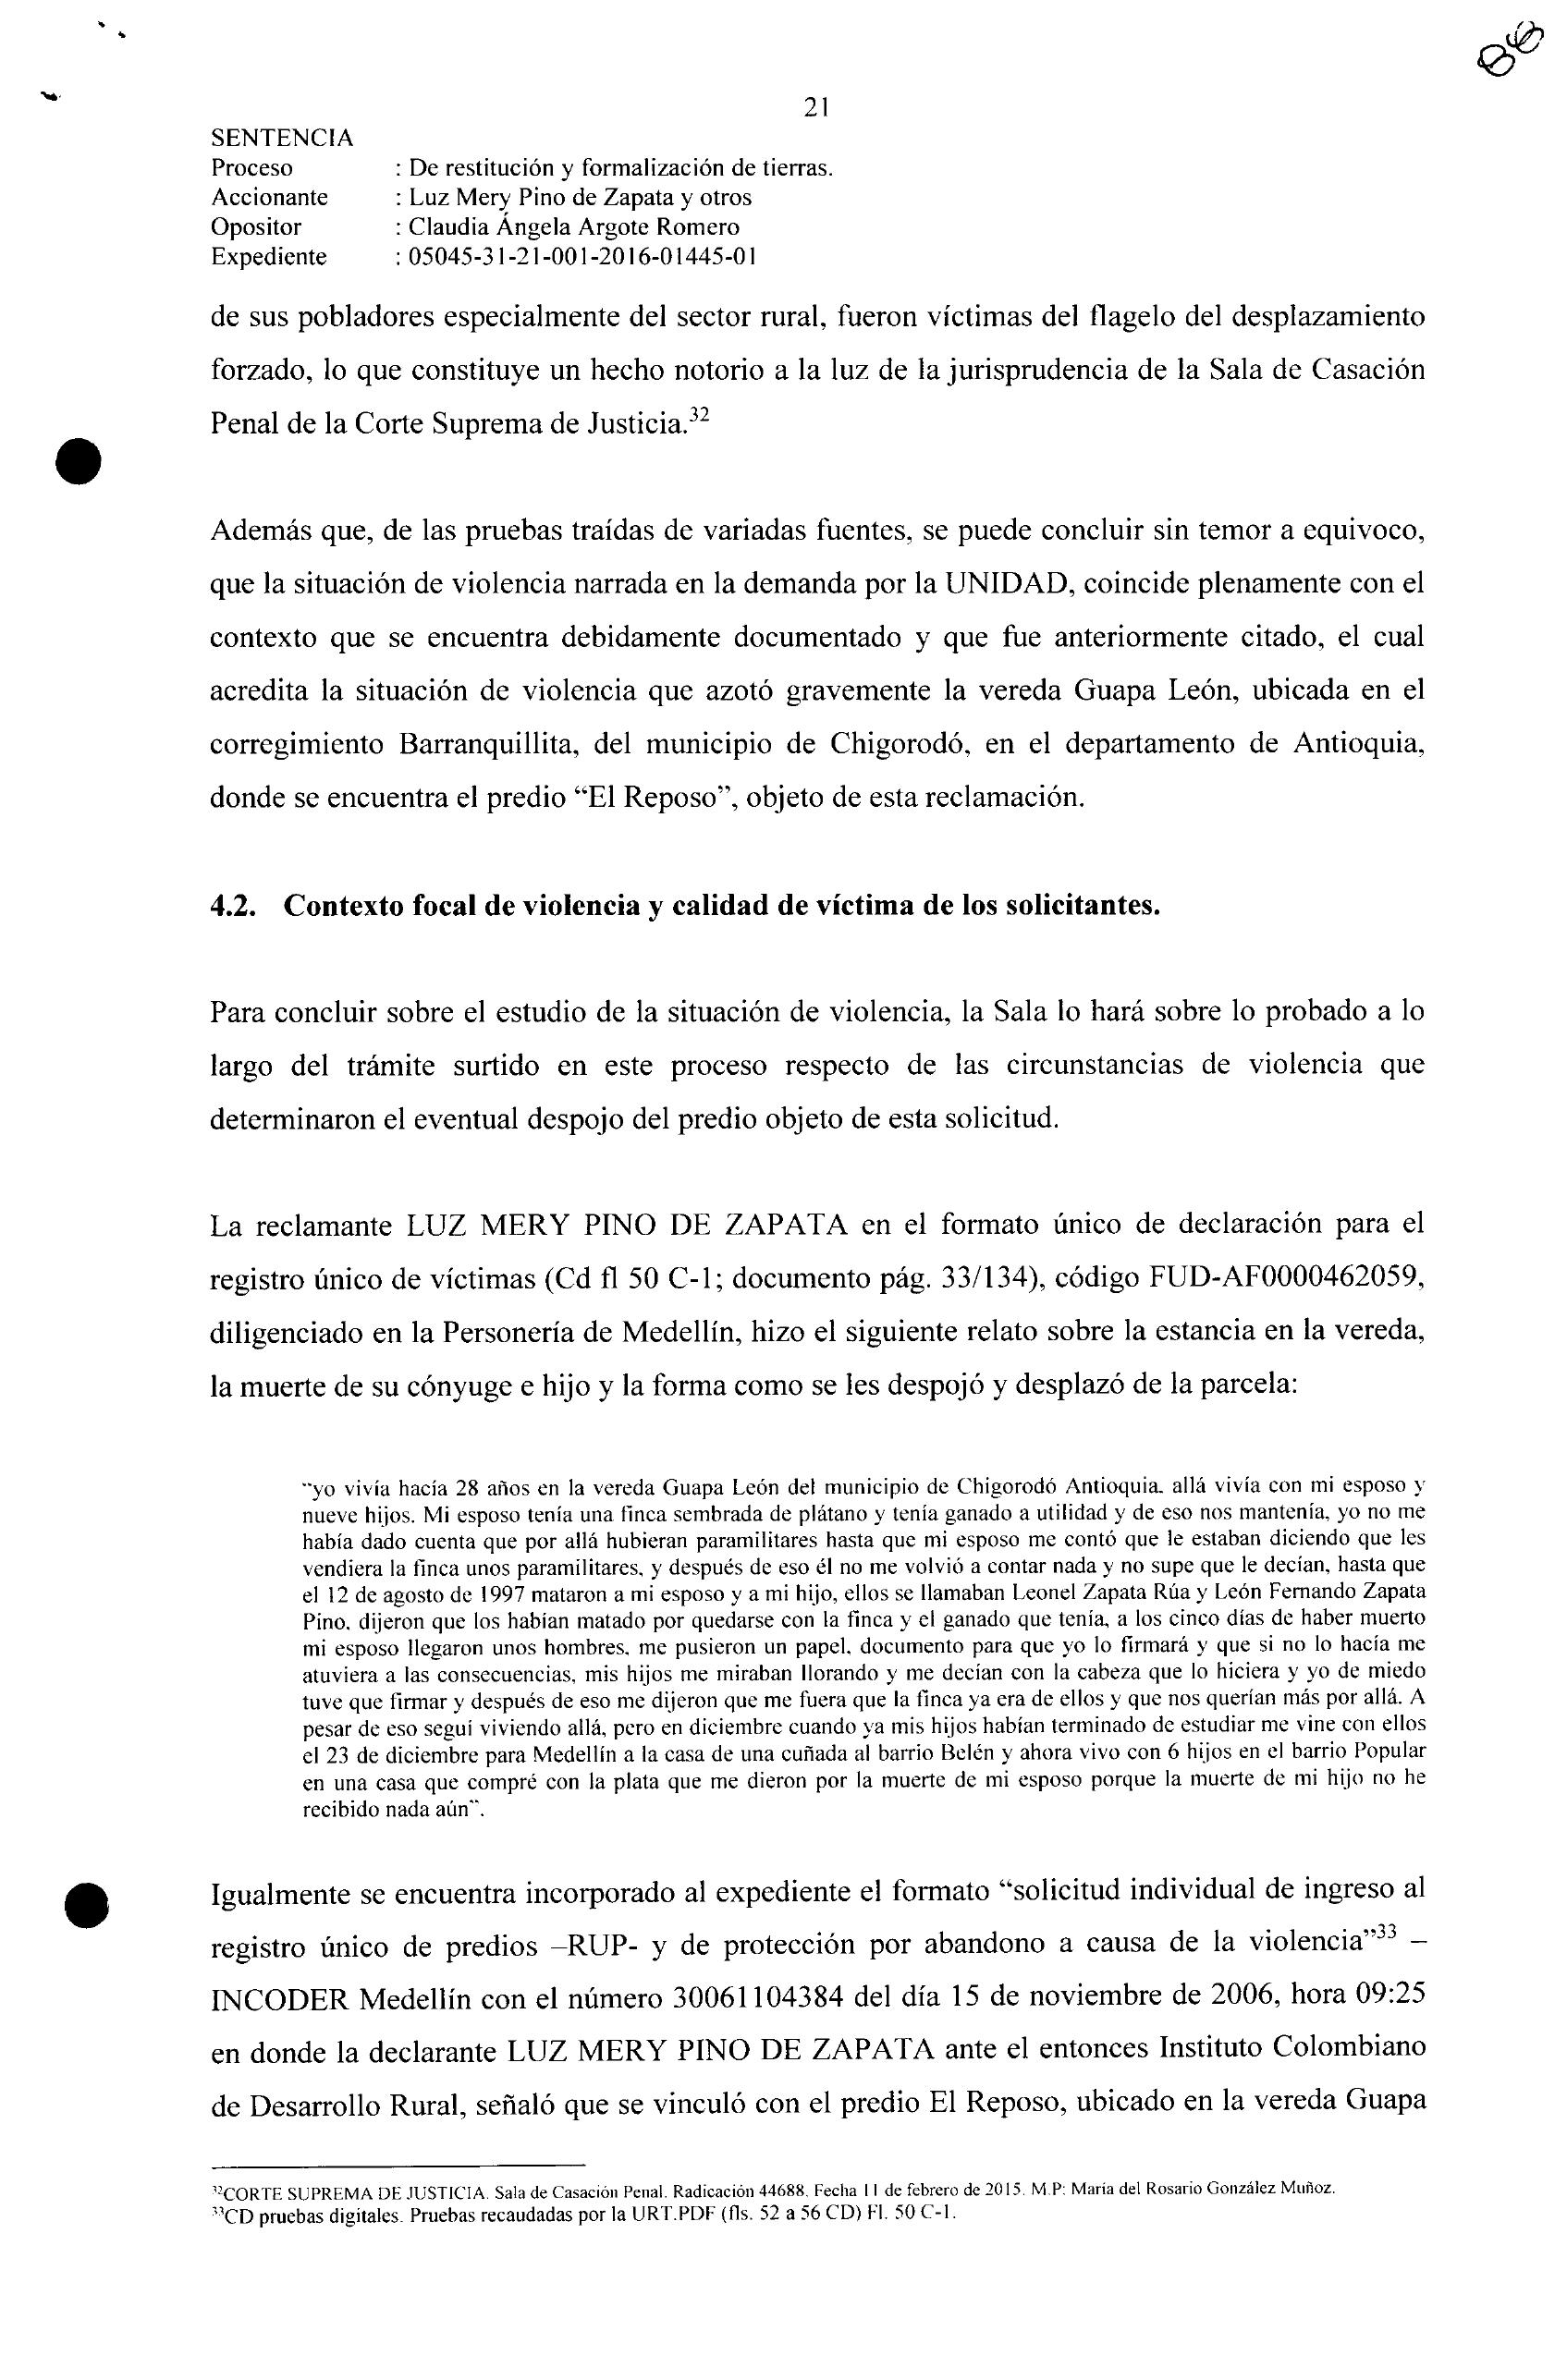 21
SENTENCIA
Proceso : De restitución y formalización de tierras.
Accionante : Luz Mery Pino de Zapata y otros
Opositor : Claudia Ángela Argote Romero
Expediente : 05045-31-21-001-2016-01445-01
de sus pobladores especialmente del sector rural, fueron víctimas del flagelo del desplazamiento
forzado, lo que constituye un hecho notorio a la luz de la jurisprudencia de la Sala de Casación
Penal de la Corte Suprema de Justicia.32
Además que, de las pruebas traídas de variadas fuentes, se puede concluir sin temor a equivoco,
que la situación de violencia narrada en la demanda por la UNIDAD, coincide plenamente con el
contexto que se encuentra debidamente documentado y que fue anteriormente citado, el cual
acredita la situación de violencia que azotó gravemente la vereda Guapa León, ubicada en el
corregimiento Barranquillita, del municipio de Chigorodó, en el departamento de Antioquia,
donde se encuentra el predio “El Reposo”, objeto de esta reclamación.
4.2. Contexto focal de violencia y calidad de víctima de los solicitantes.
Para concluir sobre el estudio de la situación de violencia, la Sala lo hará sobre lo probado a lo
largo del trámite surtido en este proceso respecto de las circunstancias de violencia que
determinaron el eventual despojo del predio objeto de esta solicitud.
La reclamante LUZ MERY PINO DE ZAPATA en el formato único de declaración para el
registro único de víctimas (Cd fl 50 C-1; documento pág. 33/134), código FUD-AF0000462059,
diligenciado en la Personería de Medellín, hizo el siguiente relato sobre la estancia en la vereda,
la muerte de su cónyuge e hijo y la forma como se les despojó y desplazó de la parcela:
“yo vivía hacía 28 años en la vereda Guapa León del municipio de Chigorodó Antioquia. allá vivía con mi esposo y
nueve hijos. Mi esposo tenía una finca sembrada de plátano y tenía ganado a utilidad y de eso nos mantenía, yo no me
había dado cuenta que por allá hubieran paramilitares hasta que mi esposo me contó que le estaban diciendo que les
vendiera la finca unos paramilitares, y después de eso él no me volvió a contar nada y no supe que le decían, hasta que
el 12 de agosto de 1997 mataron a mi esposo y a mi hijo, ellos se llamaban Leonel Zapata Rúa y León Fernando Zapata
Pino, dijeron que los habían matado por quedarse con la finca y el ganado que tenía, a los cinco días de haber muerto
mi esposo llegaron unos hombres, me pusieron un papel, documento para que yo lo firmará y que si no lo hacía me
atuviera a las consecuencias, mis hijos me miraban llorando y me decían con la cabeza que lo hiciera y yo de miedo
tuve que firmar y después de eso me dijeron que me fuera que la finca ya era de ellos y que nos querían más por allá. A
pesar de eso seguí viviendo allá, pero en diciembre cuando ya mis hijos habían terminado de estudiar me vine con ellos
el 23 de diciembre para Medellín a la casa de una cuñada al barrio Belén y ahora vivo con 6 hijos en el barrio Popular
en una casa que compré con la plata que me dieron por la muerte de mi esposo porque la muerte de mi hijo no he
recibido nada aún”.
Igualmente se encuentra incorporado al expediente el formato “solicitud individual de ingreso al
registro único de predios –RUP- y de protección por abandono a causa de la violencia”33 –
INCODER Medellín con el número 30061104384 del día 15 de noviembre de 2006, hora 09:25
en donde la declarante LUZ MERY PINO DE ZAPATA ante el entonces Instituto Colombiano
de Desarrollo Rural, señaló que se vinculó con el predio El Reposo, ubicado en la vereda Guapa
32CORTE SUPREMA DE JUSTICIA. Sala de Casación Penal. Radicación 44688. Fecha 11 de febrero de 2015. M.P: María del Rosario González Muñoz.
33CD pruebas digitales. Pruebas recaudadas por la URT.PDF (fls. 52 a 56 CD) Fl. 50 C-1.